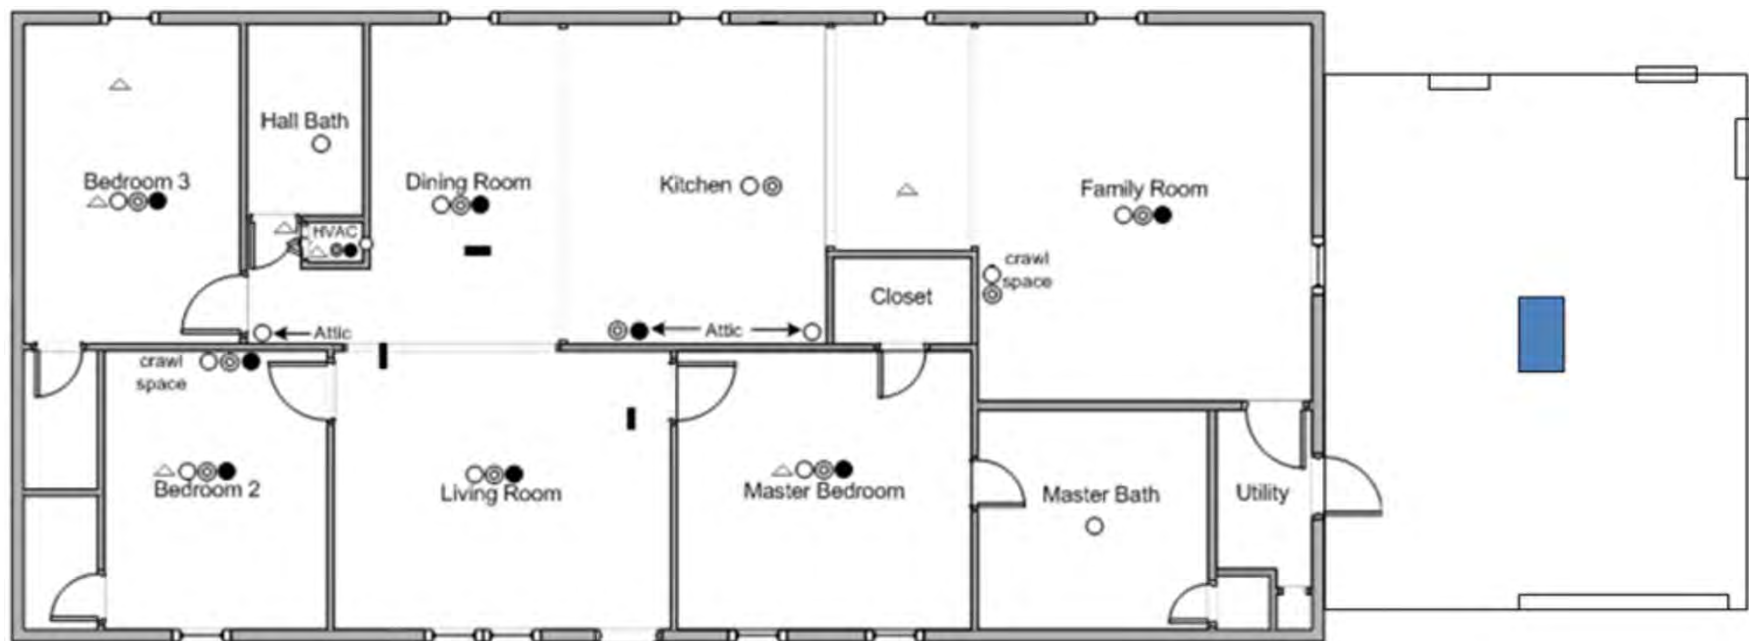 Hall Bath
Bedroom 3
Dining Room
Kitchen
Family Room
HVAC
crawl
space
Closet
Attic
Attic
crawl
space
Bedroom 2
Living Room
Master Bedroom
Master Bath
Utility